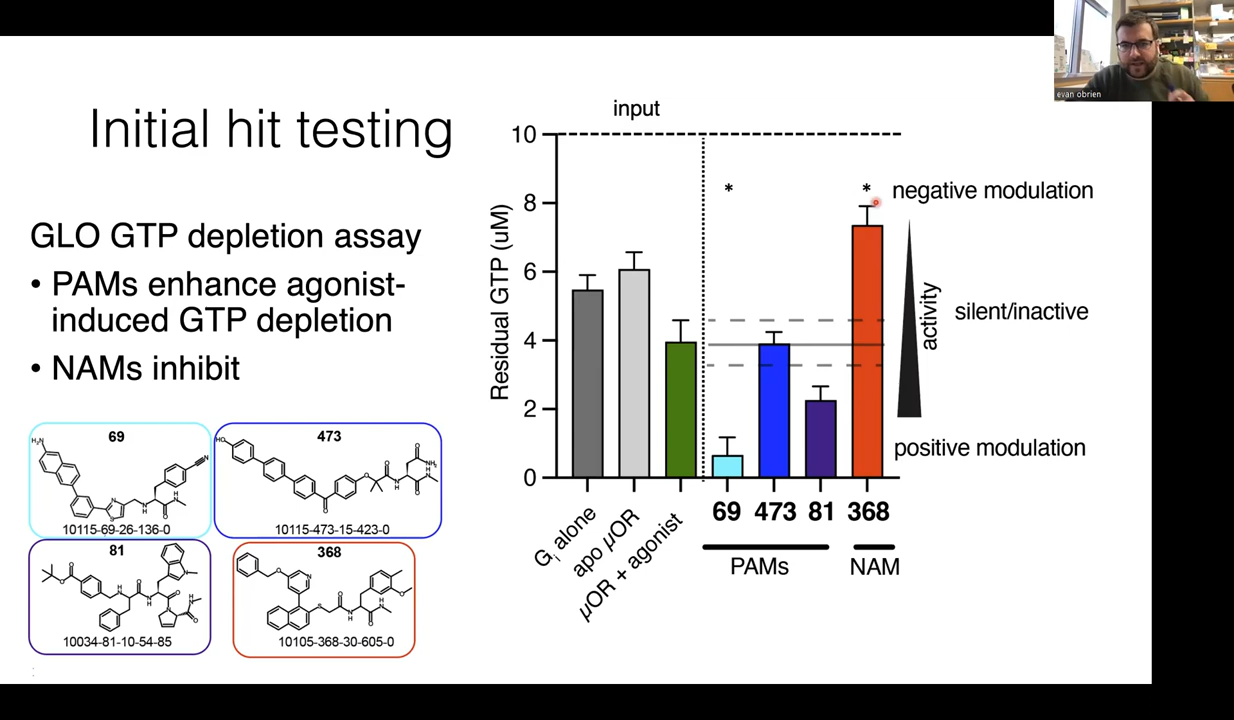 evan obrien
Initial hit testing
GLO GTP depletion assay
• PAMs enhance agonist-
induced GTP depletion
• NAMs inhibit
69
H₂N
N
S
N
H
O
H
N
N
10115-69-26-136-0
473
HO
O
O
O
N
H
O
NH₂
H
N
O
10115-473-15-423-0
81
O
O
N
H
H
N
O
N
O
N
H
N
O
10034-81-10-54-85
368
O
N
S
O
N
H
O
H
N
O
10105-368-30-605-0
input
Residual GTP (uM)
10
8
6
4
2
0
* *
negative modulation
activity
silent/inactive
positive modulation
Gᵢ alone
apo µOR
µOR + agonist
69 473 81 368
PAMs NAM